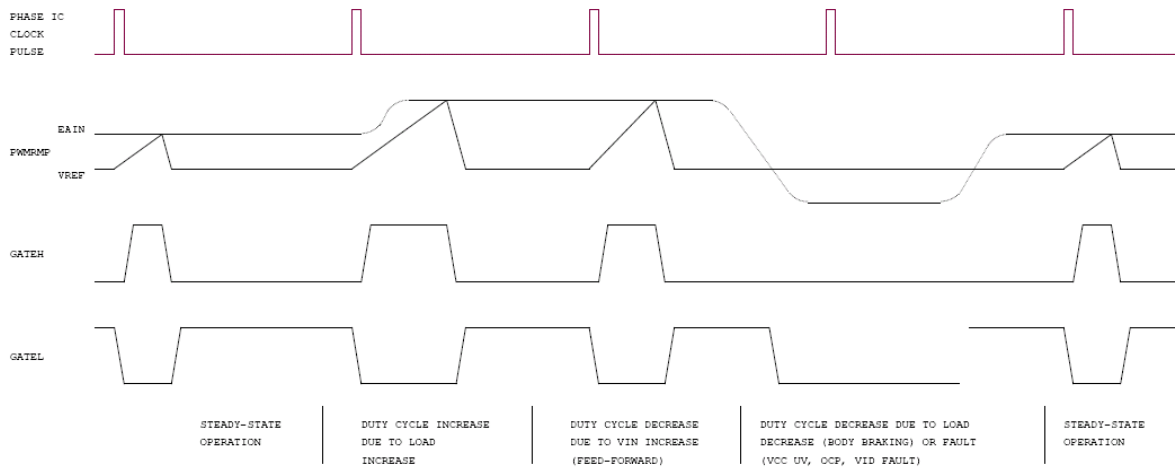 PHASE IC
CLOCK
PULSE
EAIN
PWMRMP
VREF
GATEH
GATEL
STEADY-STATE
OPERATION
DUTY CYCLE INCREASE
DUE TO LOAD
INCREASE
DUTY CYCLE DECREASE
DUE TO VIN INCREASE
(FEED-FORWARD)
DUTY CYCLE DECREASE DUE TO LOAD
DECREASE (BODY BRAKING) OR FAULT
(VCC UV, OCP, VID FAULT)
STEADY-STATE
OPERATION